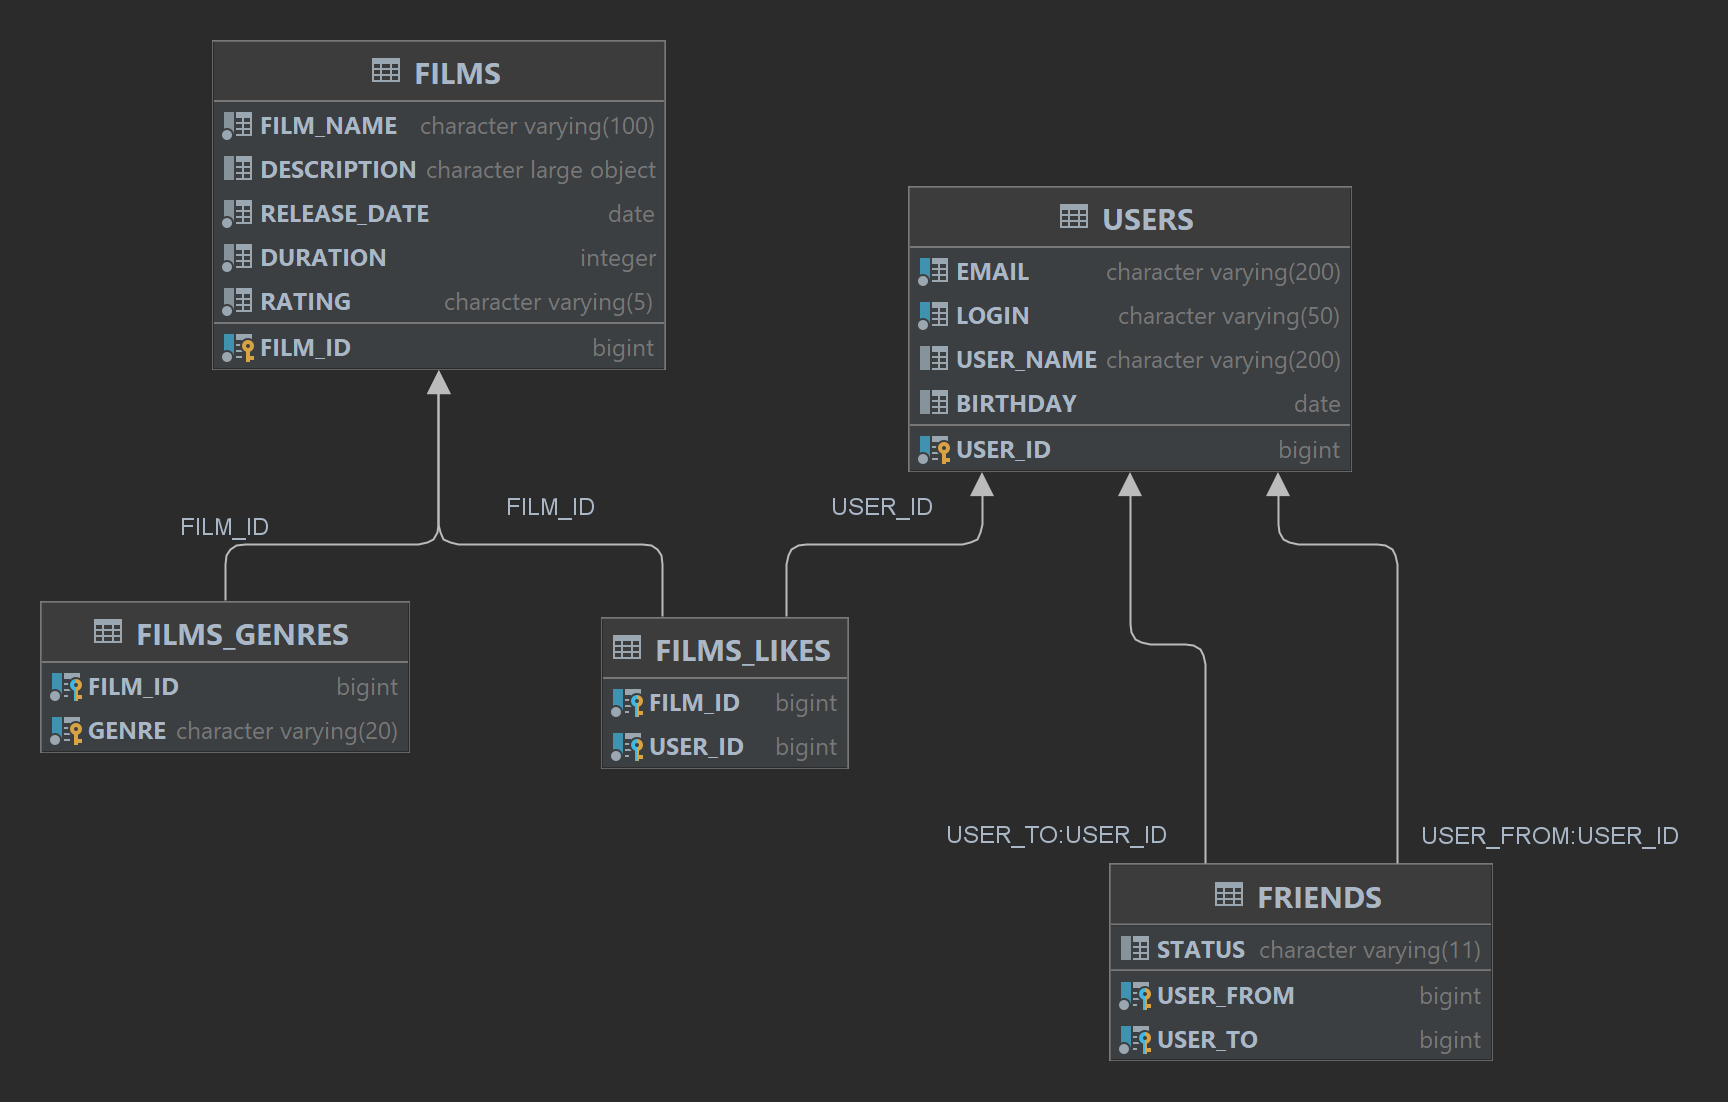 FILMS
FILM_NAME character varying(100)
DESCRIPTION character large object
RELEASE_DATE date
DURATION integer
RATING character varying(5)
FILM_ID bigint
USERS
EMAIL character varying(200)
LOGIN character varying(50)
USER_NAME character varying(200)
BIRTHDAY date
USER_ID bigint
FILM_ID
FILM_ID
USER_ID
FILMS_GENRES
FILM_ID bigint
GENRE character varying(20)
FILMS_LIKES
FILM_ID bigint
USER_ID bigint
USER_TO:USER_ID
USER_FROM:USER_ID
FRIENDS
STATUS character varying(11)
USER_FROM bigint
USER_TO bigint